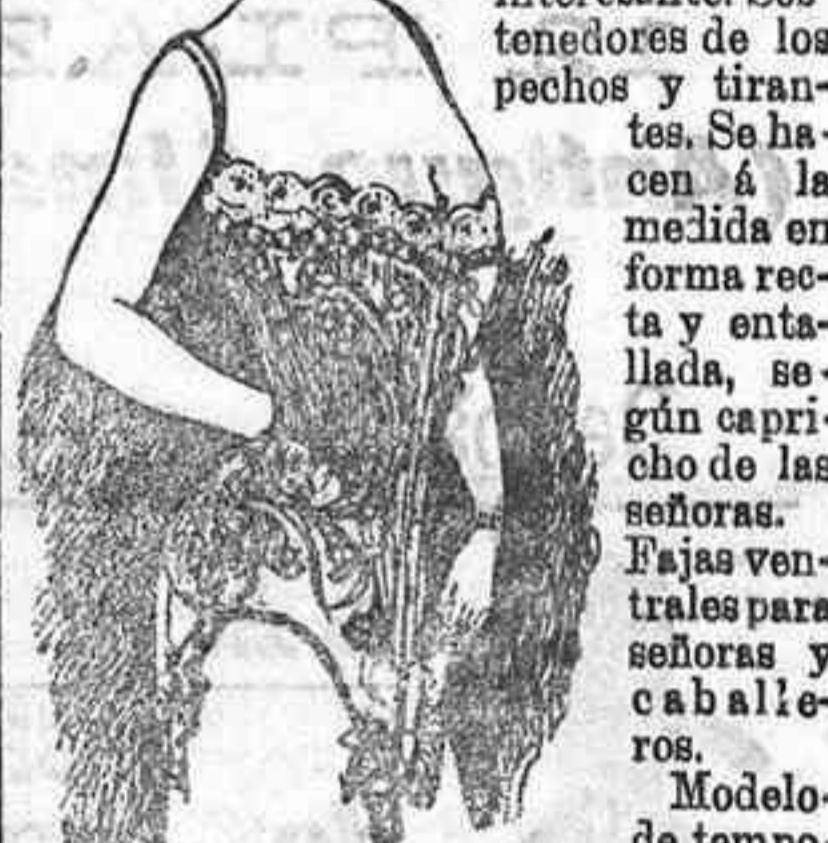 tenedores de los
pechos y tiran-
tes. Se ha-
cen á la
medida en
forma rec-
ta y enta-
llada, se-
gún capri-
cho de las
señoras.
Fajas ven-
trales para
señoras y
caballe-
ros.
Modelo-